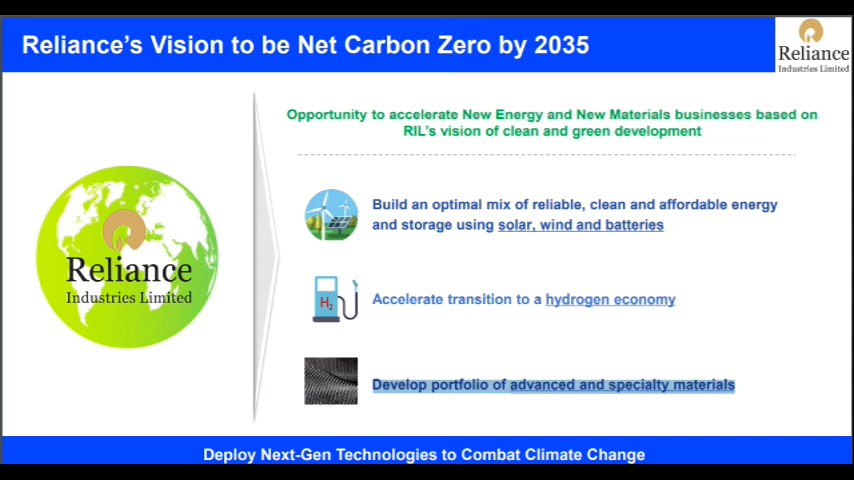 Reliance's Vision to be Net Carbon Zero by 2035
Reliance
Industries Limited
Opportunity to accelerate New Energy and New Materials businesses based on
RIL's vision of clean and green development
Reliance
Industries Limited
Build an optimal mix of reliable, clean and affordable energy
and storage using solar, wind and batteries
H2
Accelerate transition to a hydrogen economy
Develop portfolio of advanced and specialty materials
Deploy Next-Gen Technologies to Combat Climate Change